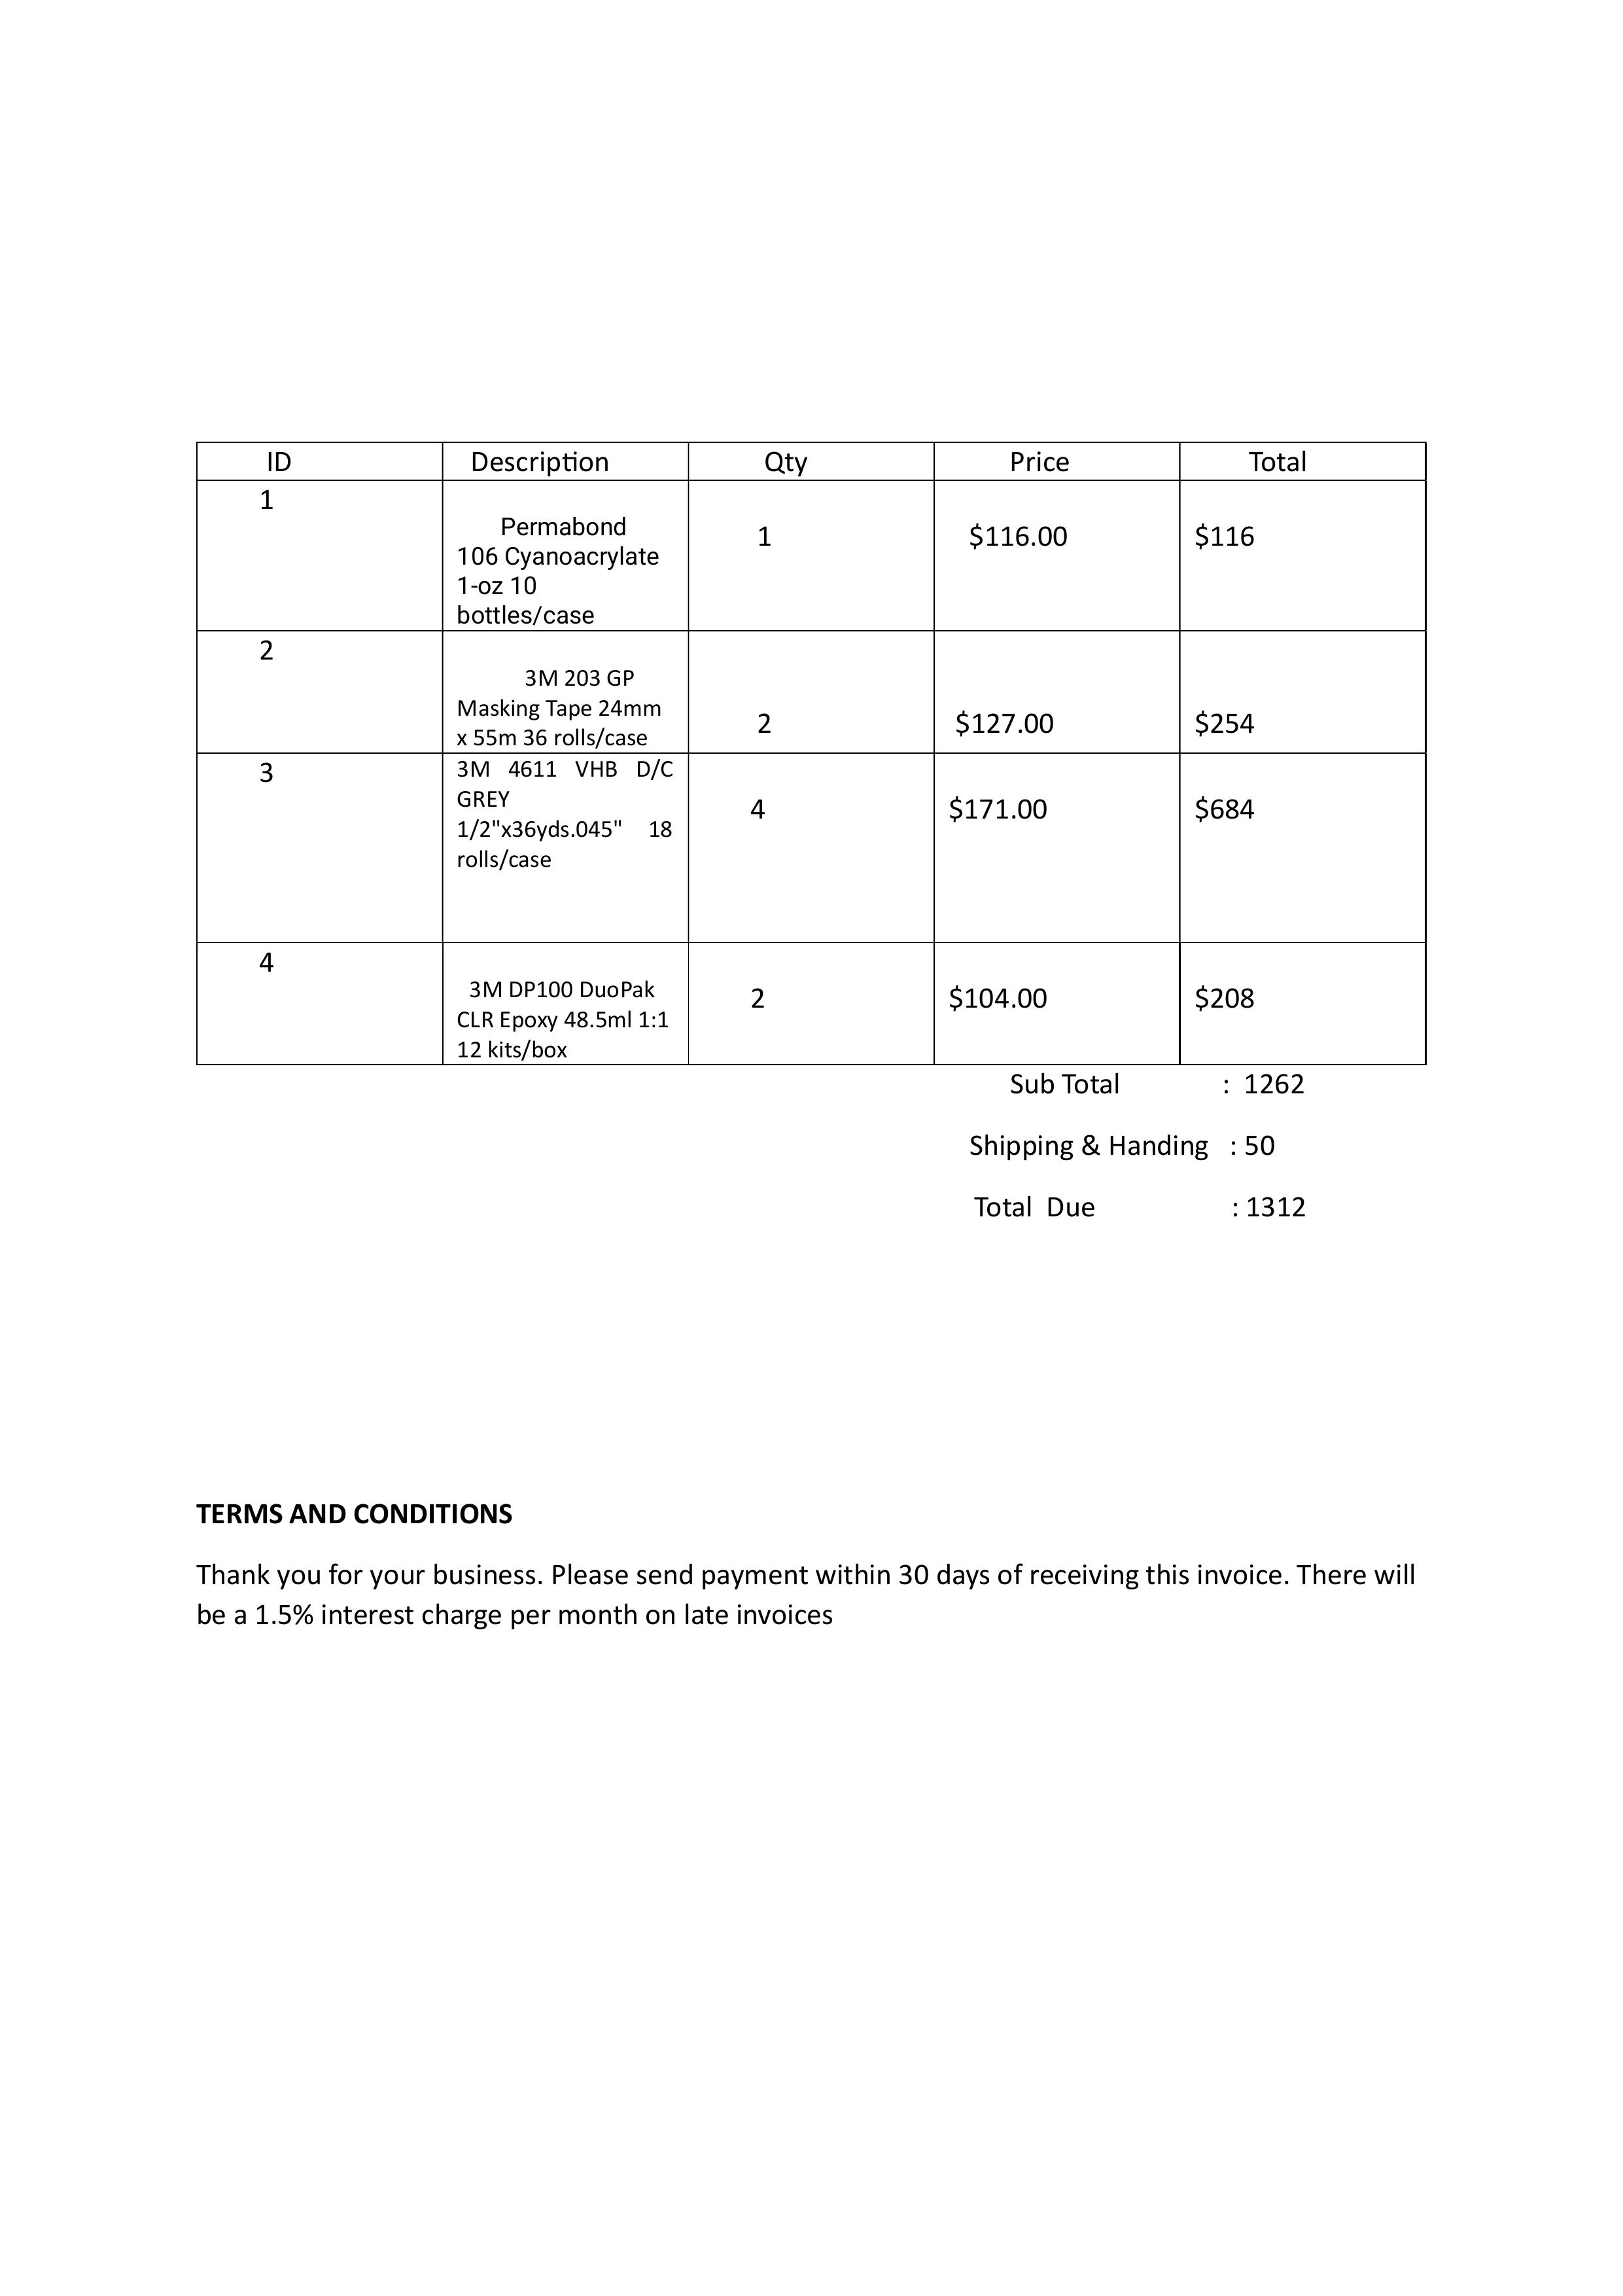 ID Description Qty Price Total
1
Permabond
106 Cyanoacrylate
1-oz 10
bottles/case
1 $116.00 $116
2
3M 203 GP
Masking Tape 24mm
x 55m 36 rolls/case
2 $127.00 $254
3
3M 4611 VHB D/C
GREY
1/2"x36yds.045" 18
rolls/case
4 $171.00 $684
4
3M DP100 DuoPak
CLR Epoxy 48.5ml 1:1
12 kits/box
2 $104.00 $208
Sub Total : 1262
Shipping & Handing : 50
Total Due : 1312
TERMS AND CONDITIONS
Thank you for your business. Please send payment within 30 days of receiving this invoice. There will
be a 1.5% interest charge per month on late invoices